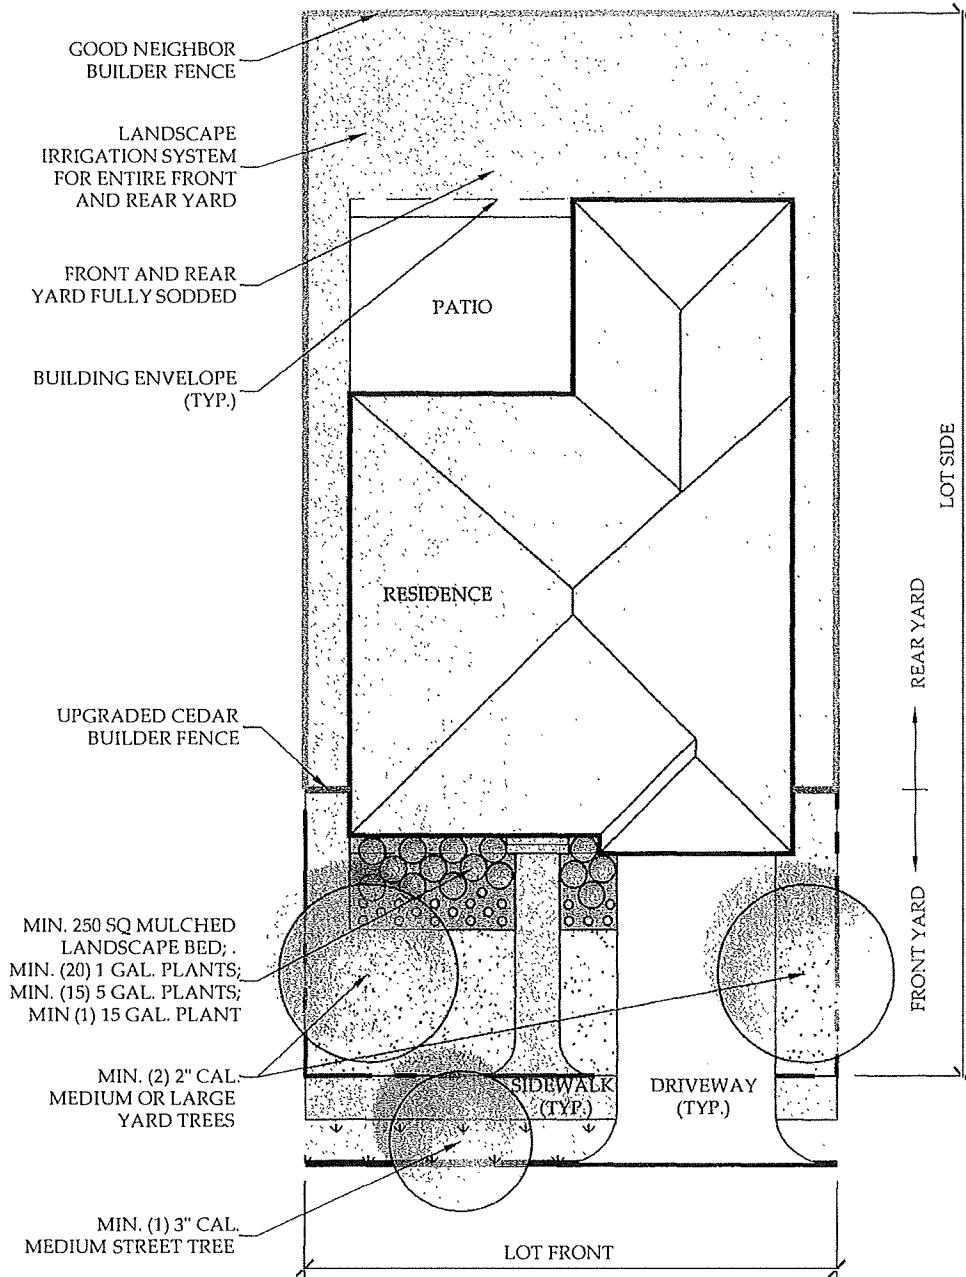 GOOD NEIGHBOR
BUILDER FENCE
LANDSCAPE
IRRIGATION SYSTEM
FOR ENTIRE FRONT
AND REAR YARD
FRONT AND REAR
YARD FULLY SODDED
PATIO
BUILDING ENVELOPE
(TYP.)
LOT SIDE
RESIDENCE
REAR YARD
UPGRADED CEDAR
BUILDER FENCE
FRONT YARD
MIN. 250 SQ MULCHED
LANDSCAPE BED; .
MIN. (20) 1 GAL. PLANTS;
MIN. (15) 5 GAL. PLANTS;
MIN (1) 15 GAL. PLANT
MIN. (2) 2" CAL.
MEDIUM OR LARGE
YARD TREES
SIDEWALK
(TYP.)
DRIVEWAY
(TYP.)
MIN. (1) 3" CAL.
MEDIUM STREET TREE
LOT FRONT